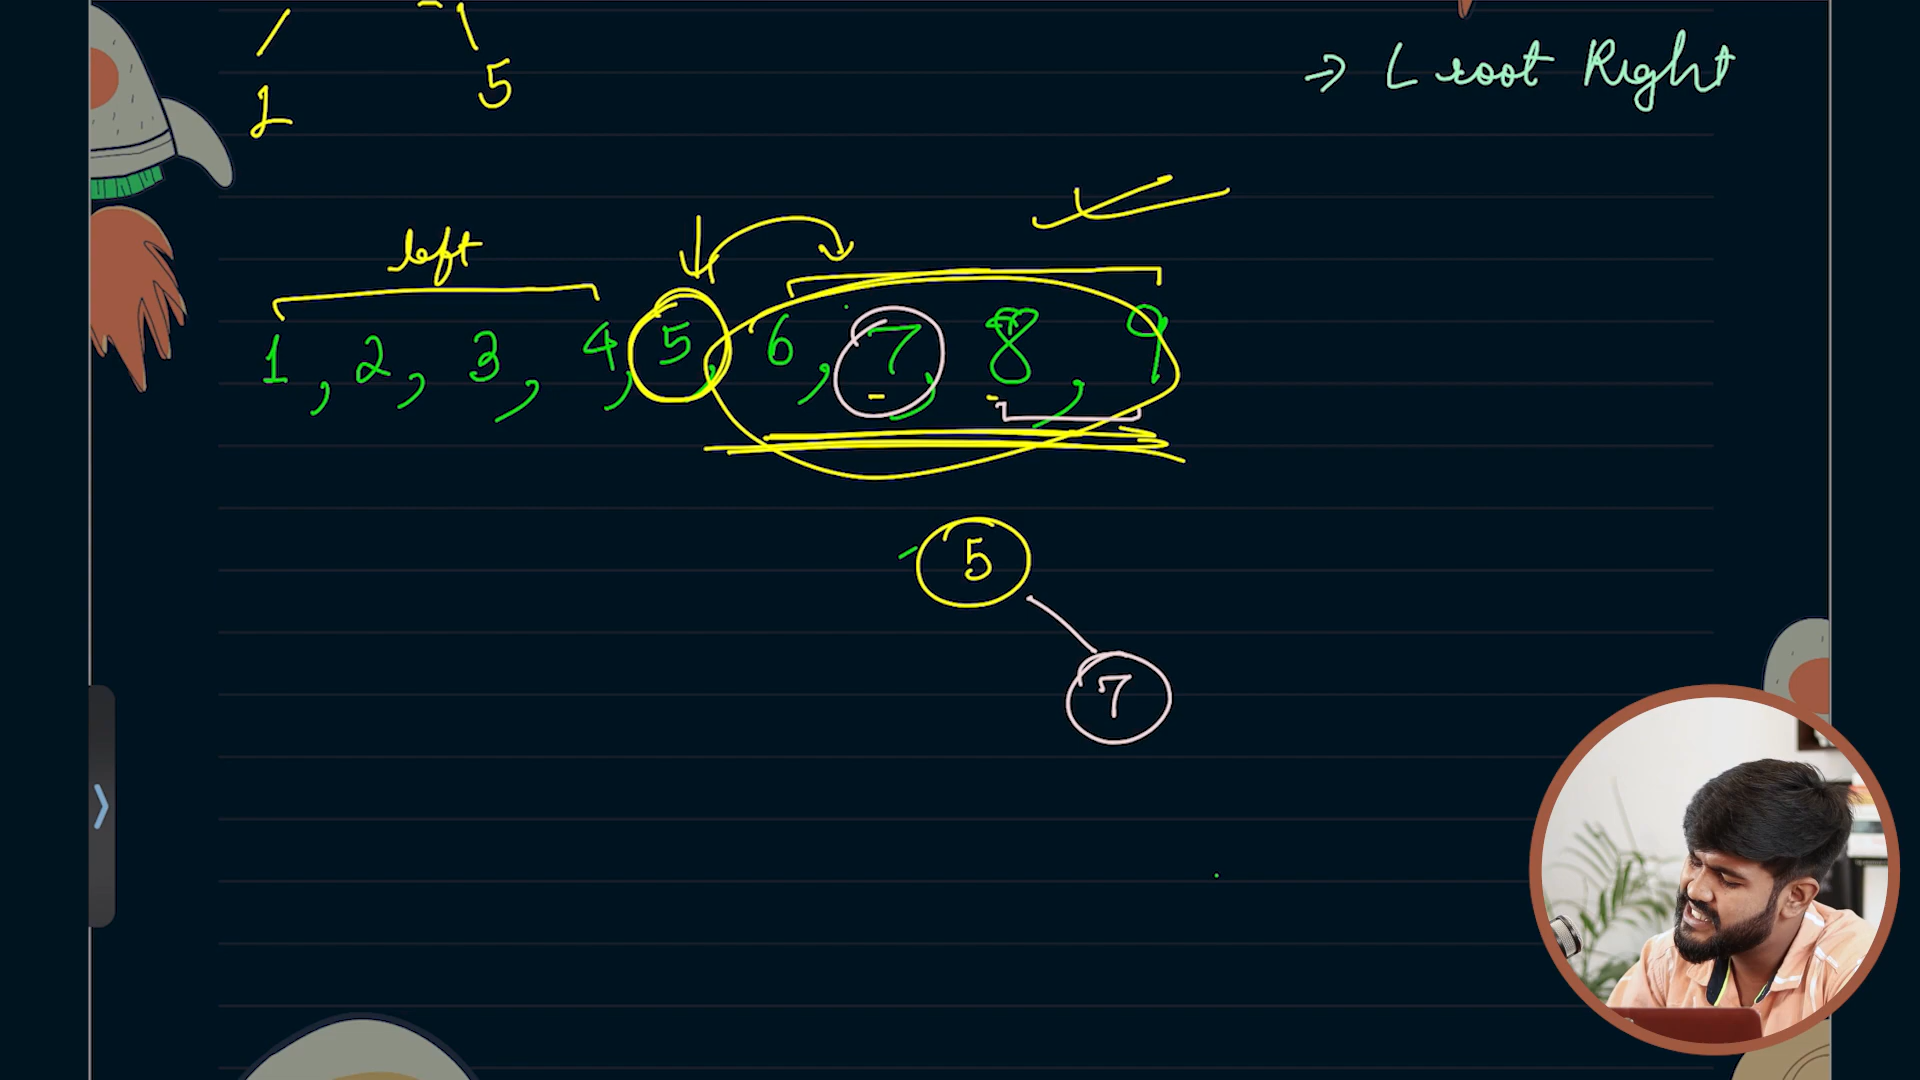 1
5
→ L root Right
left
1, 2, 3, 4, 5, 6, 7, 8, 9
5
7